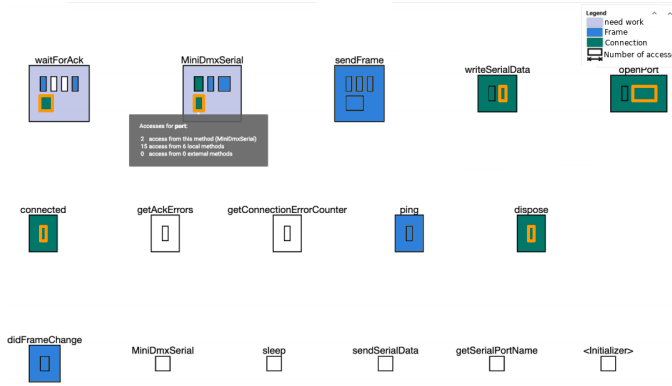 Legend
need work
Frame
Connection
Number of access
waitForAck
MiniDmxSerial
sendFrame
writeSerialData
openPort
Accesses for port:
2 access from this method (MiniDmxSerial)
15 access from 6 local methods
0 access from 0 external methods
connected
getAckErrors
getConnectionErrorCounter
ping
dispose
didFrameChange
MiniDmxSerial
sleep
sendSerialData
getSerialPortName
<Initializer>